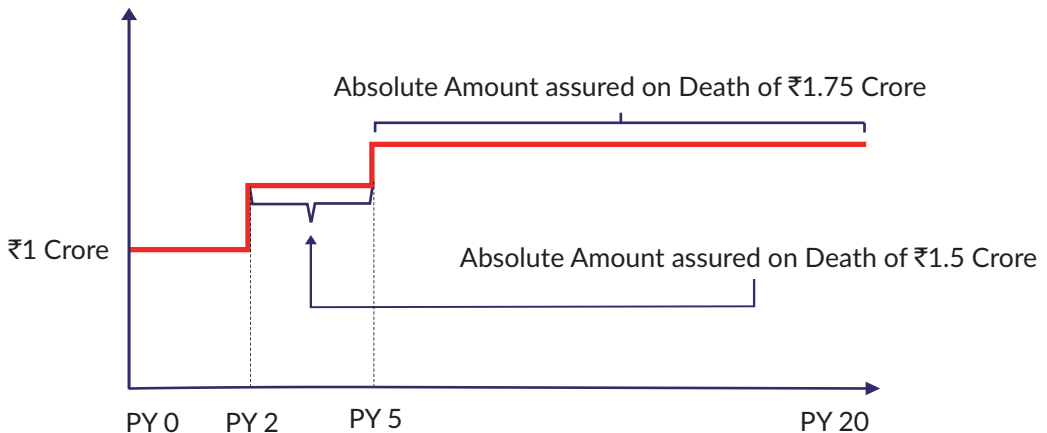 Absolute Amount assured on Death of ₹1.75 Crore
₹1 Crore
Absolute Amount assured on Death of ₹1.5 Crore
PY 0
PY 2
PY 5
PY 20